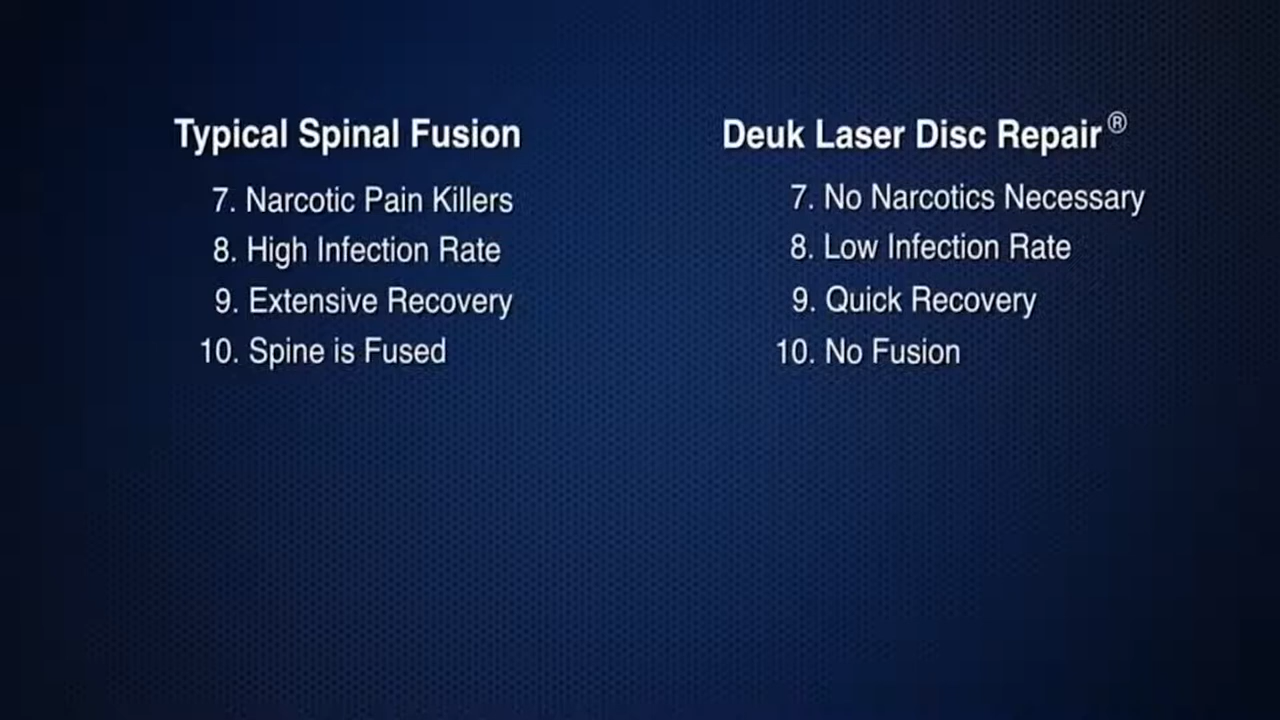 Typical Spinal Fusion
7. Narcotic Pain Killers
8. High Infection Rate
9. Extensive Recovery
10. Spine is Fused
Deuk Laser Disc Repair®
7. No Narcotics Necessary
8. Low Infection Rate
9. Quick Recovery
10. No Fusion